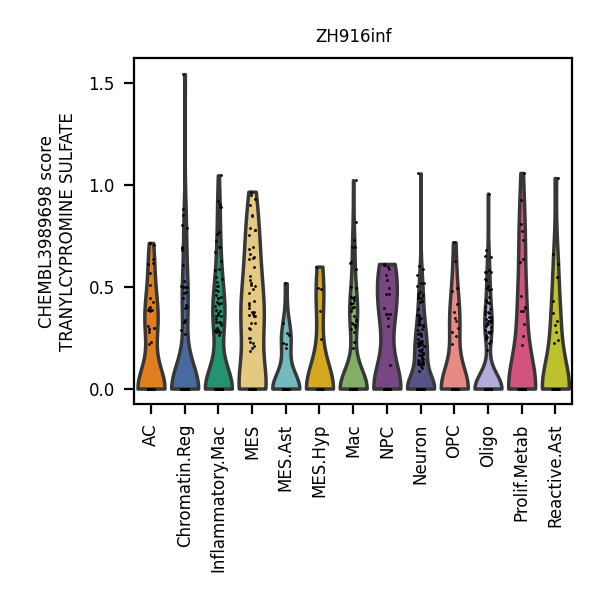 ZH916inf
CHEMBL3989698 score
TRANYLCYPROMINE SULFATE
1.5
1.0
0.5
0.0
AC
Chromatin.Reg
Inflammatory.Mac
MES
MES.Ast
MES.Hyp
Mac
NPC
Neuron
OPC
Oligo
Prolif.Metab
Reactive.Ast